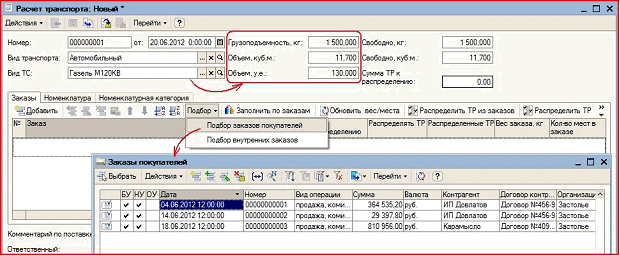 Расчет транспорта: Новый *
Действия Перейти
Номер: 000000001 от: 20.06.2012 0:00:00 Грузоподъемность, кг: 1 500,000 Свободно, кг: 1 500,000
Вид транспорта: Автомобильный Объем, куб.м.: 11,700 Свободно, куб.м.: 11,700
Вид ТС: Газель М120КВ Объем, у.е.: 130,000 Сумма ТР к распределению: 0,00
Заказы Номенклатура Номенклатурная категория
Добавить Подбор Заполнить по заказам Обновить вес/места Распределить ТР из заказов Распределить ТР
№ Заказ Распределять ТР Распределенные ТР Вес заказа, кг Кол-во мест в заказе
Подбор заказов покупателей
Подбор внутренних заказов
Заказы покупателей
Выбрать Действия Перейти
БУ НУ ОУ Дата Номер Вид операции Сумма Валюта Контрагент Договор контр... Организац
04.06.2012 12:00:00 00000000001 продажа, коми... 364 535,20 руб. ИП Довлатов Договор №456-9 Застолье
14.06.2012 12:00:00 00000000002 продажа, коми... 29 397,80 руб. ИП Довлатов Договор №456-9 Застолье
18.06.2012 12:00:00 00000000003 продажа, коми... 810 956,00 руб. Карамысло Договор №409... Застолье
Комментарий по поставке
Ответственный: